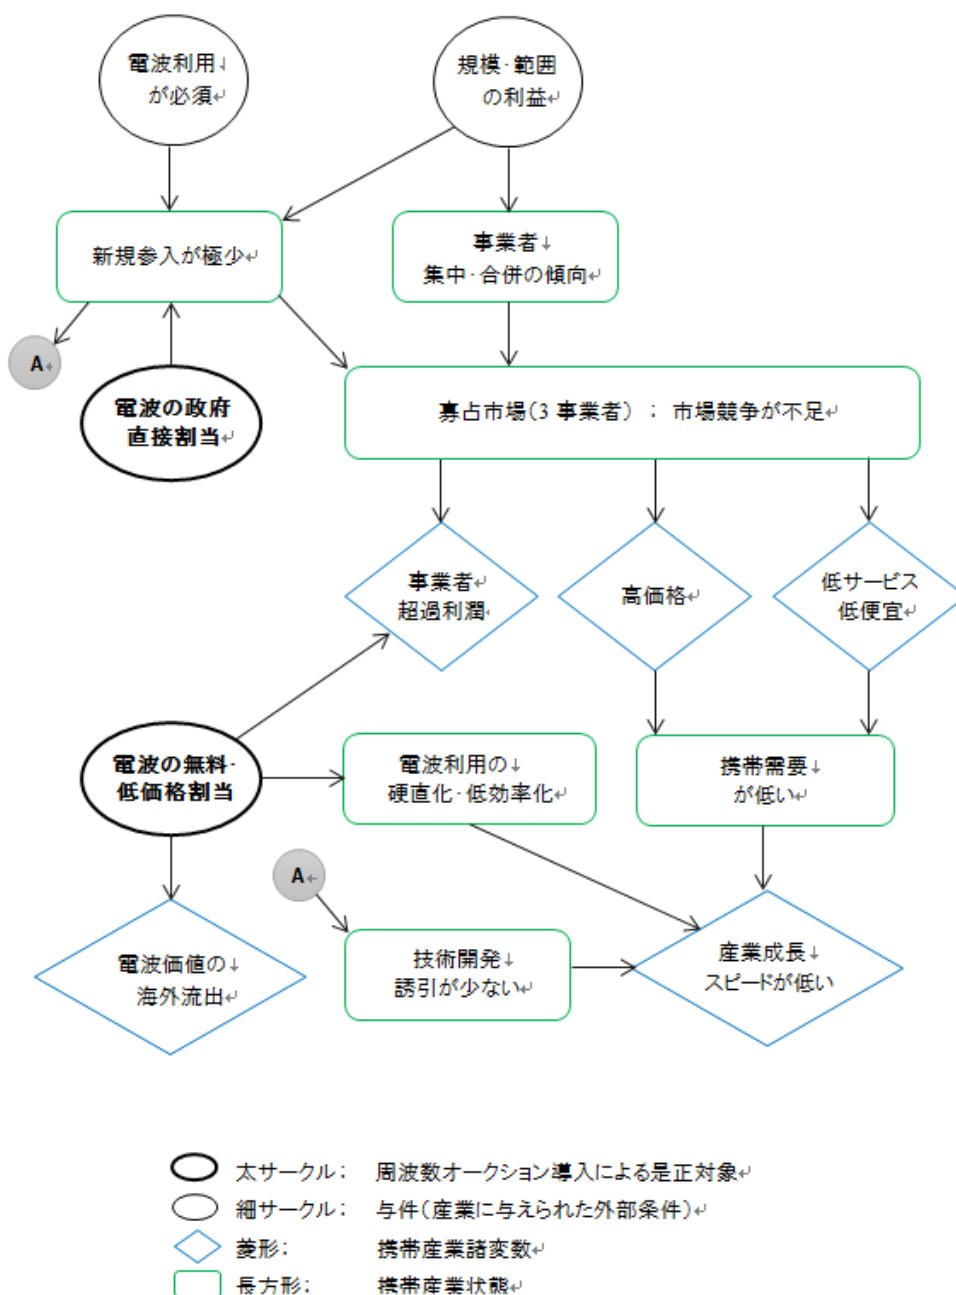 電波利用↓
が必須↵
規模・範囲
の利益↵
新規参入が極少↵
事業者↓
集中・合併の傾向↵
A↵
電波の政府
直接割当↵
寡占市場（3 事業者） ； 市場競争が不足↵
事業者↵
超過利潤
高価格↵
低サービス
低便宜↵
電波の無料・
低価格割当
電波利用の↓
硬直化・低効率化↵
携帯需要↓
が低い↵
A↵
電波価値の↓
海外流出↵
技術開発↓
誘引が少ない↵
産業成長↓
スピードが低い
太サークル； 周波数オークション導入による是正対象↵
細サークル； 与件（産業に与えられた外部条件）↵
菱形； 携帯産業諸変数↵
長方形； 携帯産業状態↵